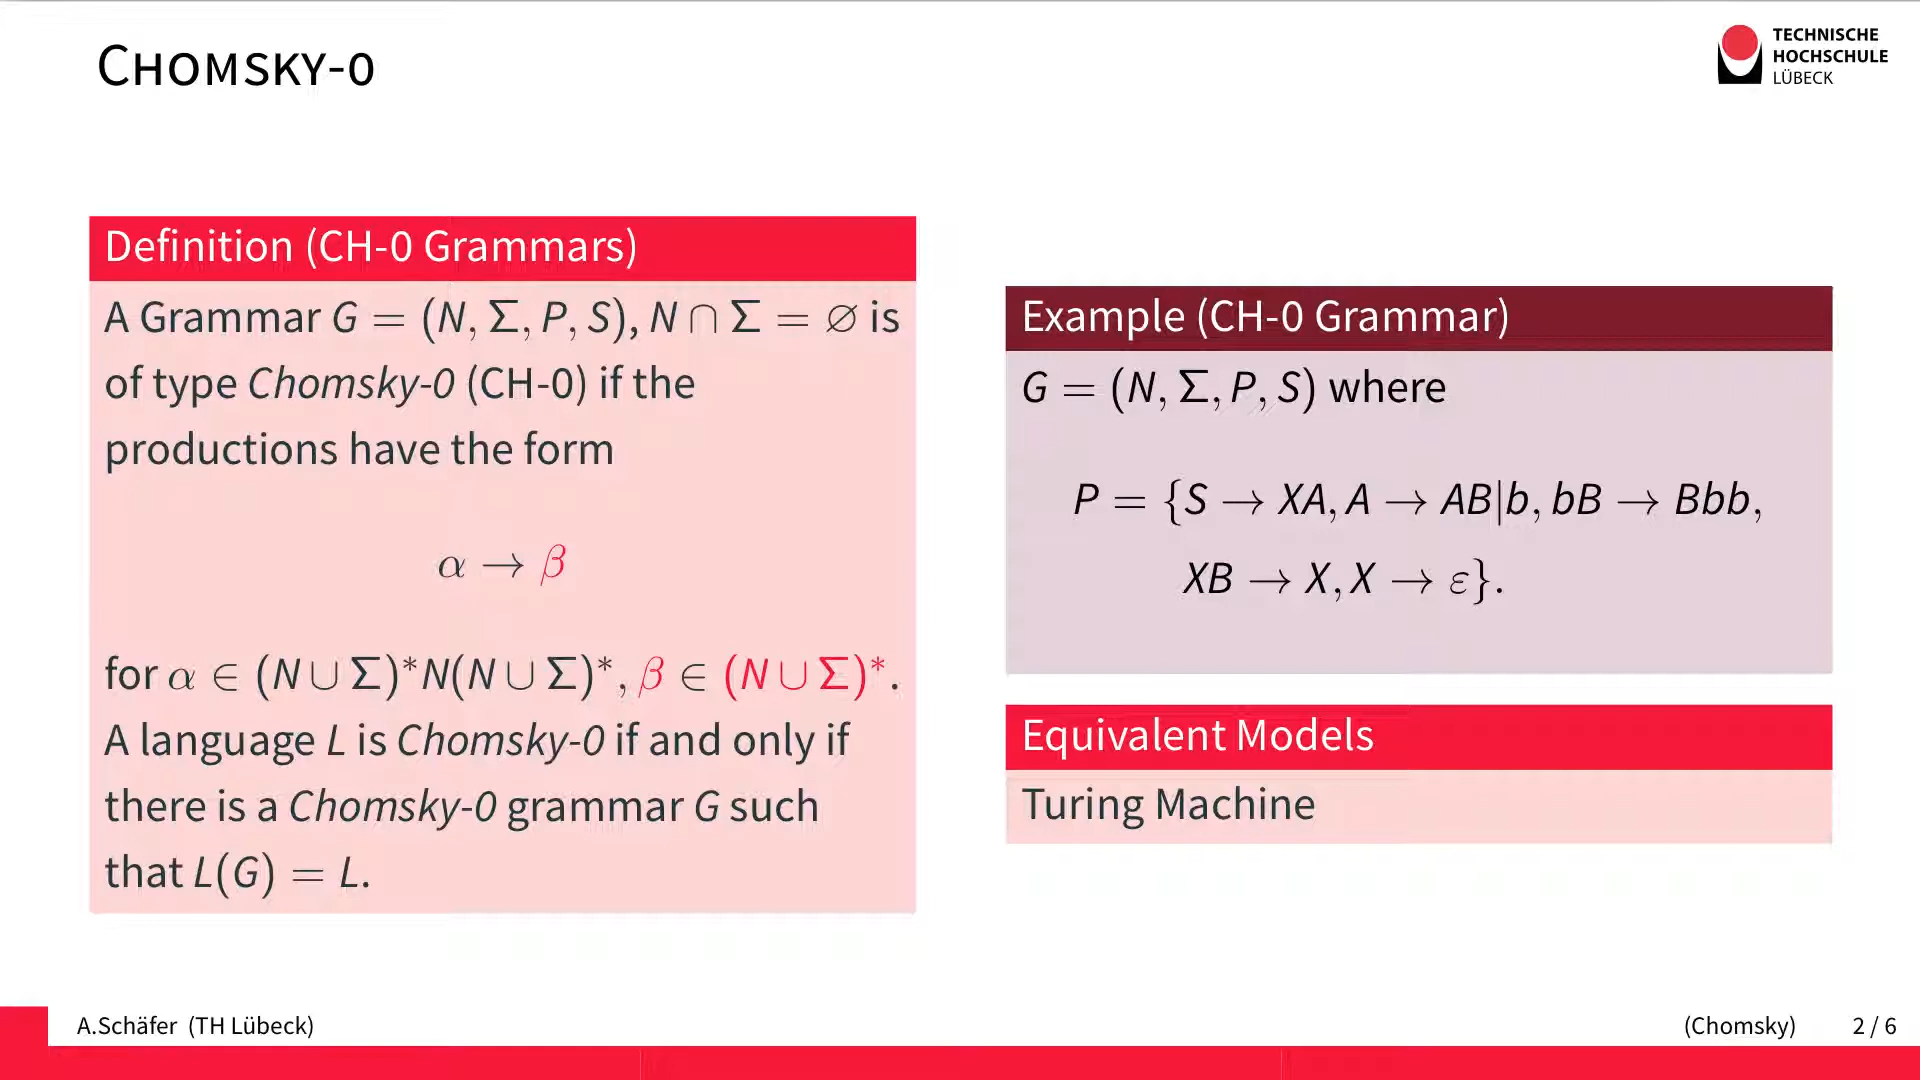 CHOMSKY-0
TECHNISCHE
HOCHSCHULE
LÜBECK
Definition (CH-0 Grammars)
A Grammar G = (N, Σ, P, S), N ∩ Σ = ∅ is
of type Chomsky-0 (CH-0) if the
productions have the form
α → β
for α ∈ (N ∪ Σ)*N(N ∪ Σ)*, β ∈ (N ∪ Σ)*.
A language L is Chomsky-0 if and only if
there is a Chomsky-0 grammar G such
that L(G) = L.
Example (CH-0 Grammar)
G = (N, Σ, P, S) where
P = {S → XA, A → AB|b, bB → Bbb,
XB → X, X → ε}.
Equivalent Models
Turing Machine
A.Schäfer (TH Lübeck)
(Chomsky)
2 / 6